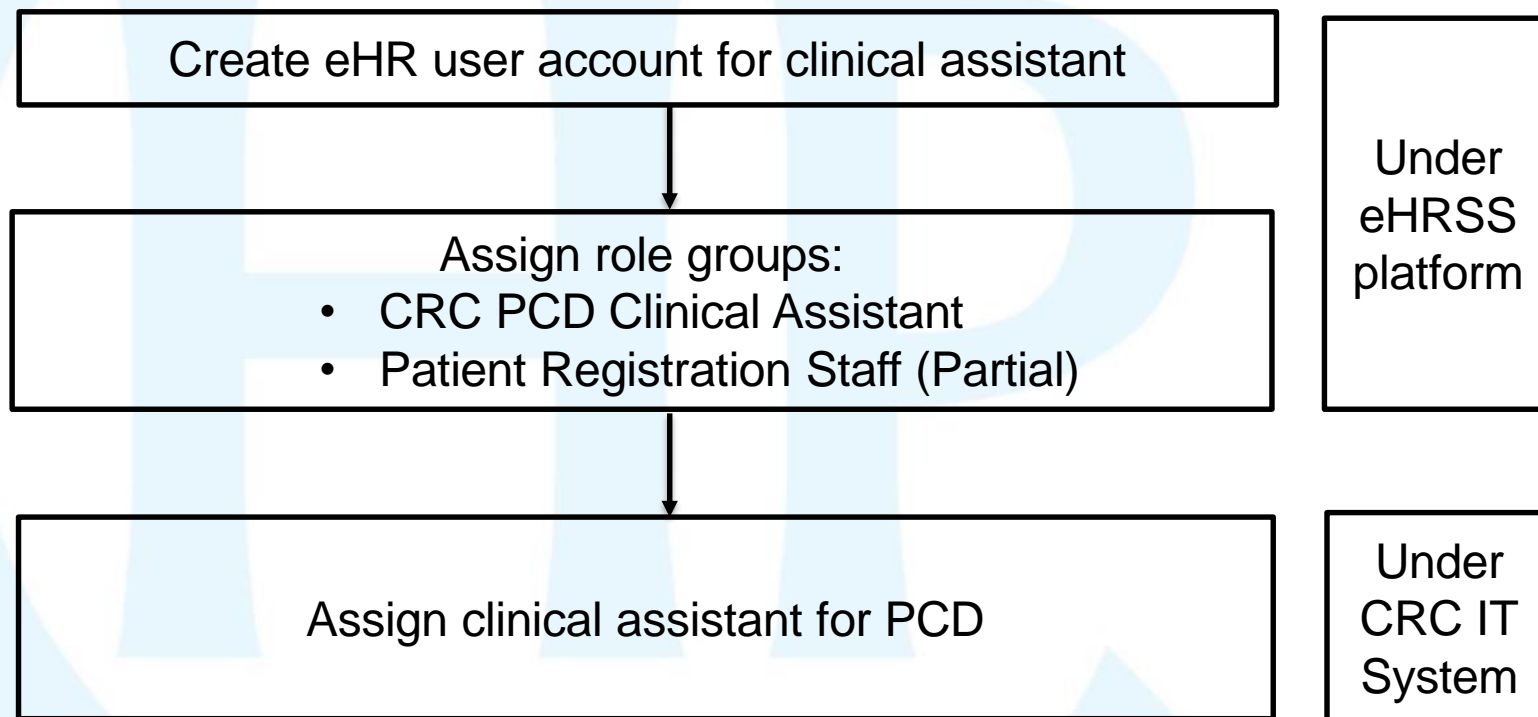 Create eHR user account for clinical assistant
Assign role groups:
• CRC PCD Clinical Assistant
• Patient Registration Staff (Partial)
Under
eHRSS
platform
Assign clinical assistant for PCD
Under
CRC IT
System